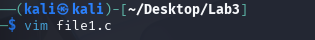 ──(kali㉿kali)-[~/Desktop/Lab3]
─$ vim file1.c